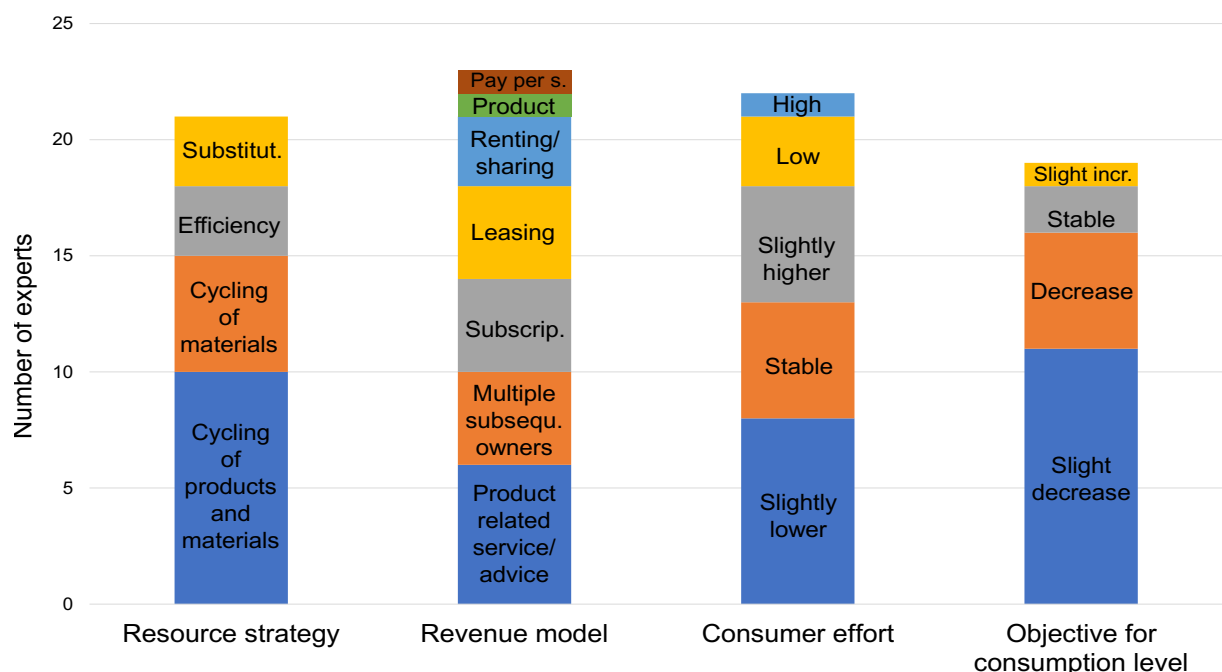 25
20
15
10
5
0
Number of experts
Substitut.
Efficiency
Cycling
of
materials
Cycling
of
products
and
materials
Resource strategy
Pay per s.
Product
Renting/
sharing
Leasing
Subscrip.
Multiple
subsequ.
owners
Product
related
service/
advice
Revenue model
High
Low
Slightly
higher
Stable
Slightly
lower
Consumer effort
Slight incr.
Stable
Decrease
Slight
decrease
Objective for
consumption level